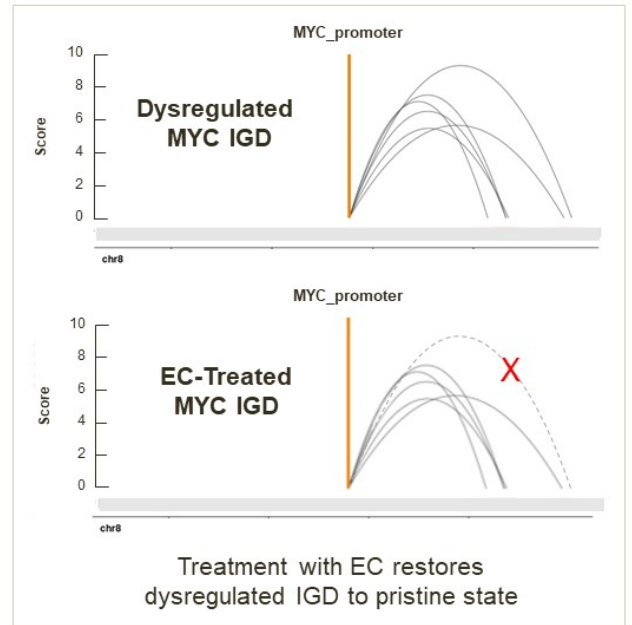 MYC_promoter
10
8
6
4
2
0
Score
Dysregulated
MYC IGD
chr8
MYC_promoter
10
8
6
4
2
0
Score
EC-Treated
MYC IGD
X
chr8
Treatment with EC restores
dysregulated IGD to pristine state